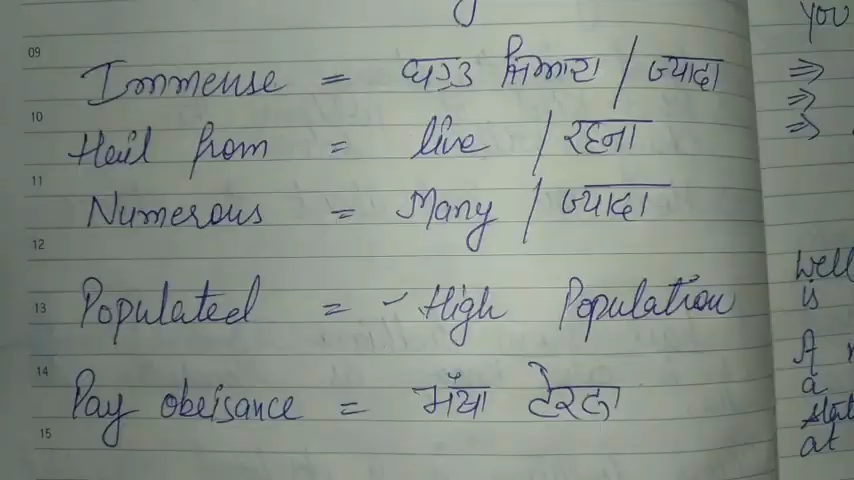 you
09
Immense = / ज्यादा ⇒
10 ⇒
Hail from = live / रहना ⇒
11
Numerous = Many / ज्यादा
12
Well
13 Populated = High Population is
A
14 a
Pay obeisance = मँथा टेरना
15 at